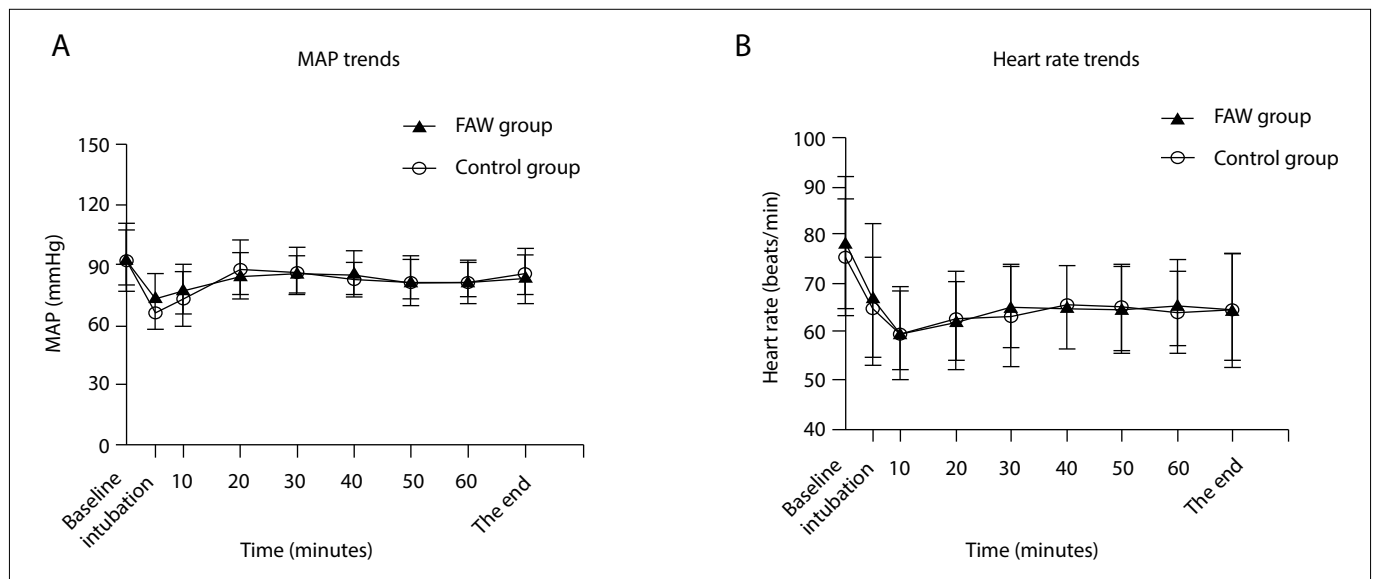 A
MAP trends
FAW group
Control group
150
120
90
60
30
0
MAP (mmHg)
Baseline
intubation
10
20
30
40
50
60
The end
Time (minutes)
B
Heart rate trends
FAW group
Control group
100
90
80
70
60
50
40
Heart rate (beats/min)
Baseline
intubation
10
20
30
40
50
60
The end
Time (minutes)